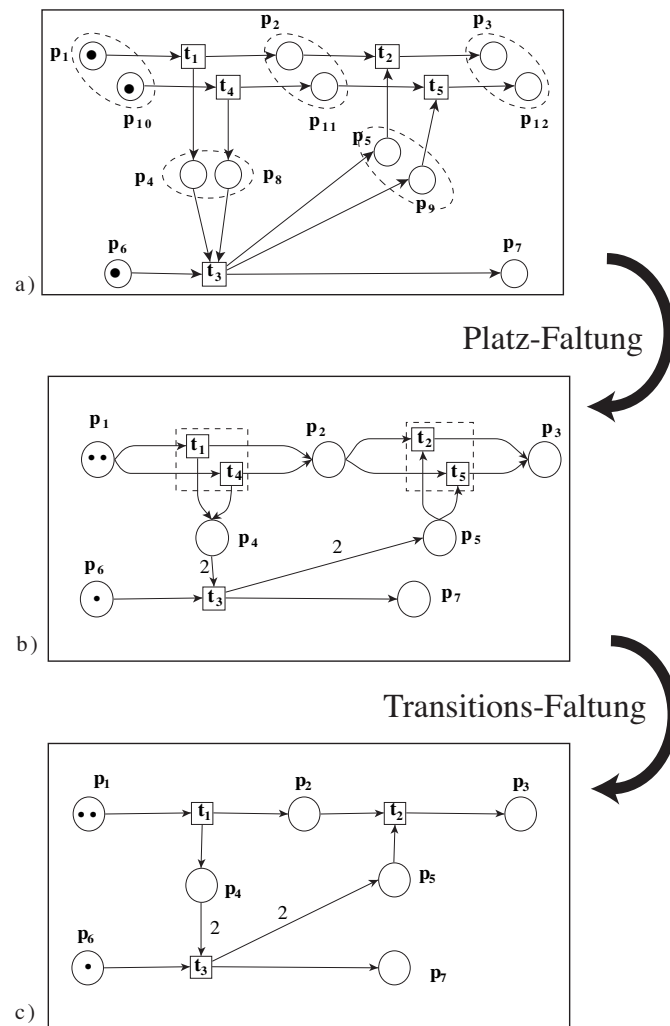 p2 p3
p1 t1 t2
t4 t5
p10 p11 p12
p5
p4 p8
p9
p6 p7
t3
a)
Platz-Faltung
p1 p2 p3
t1 t2
t4 t5
p4 p5
2
p6 2
t3 p7
b)
Transitions-Faltung
p1 p2 p3
t1 t2
p4 p5
2 2
p6
t3 p7
c)